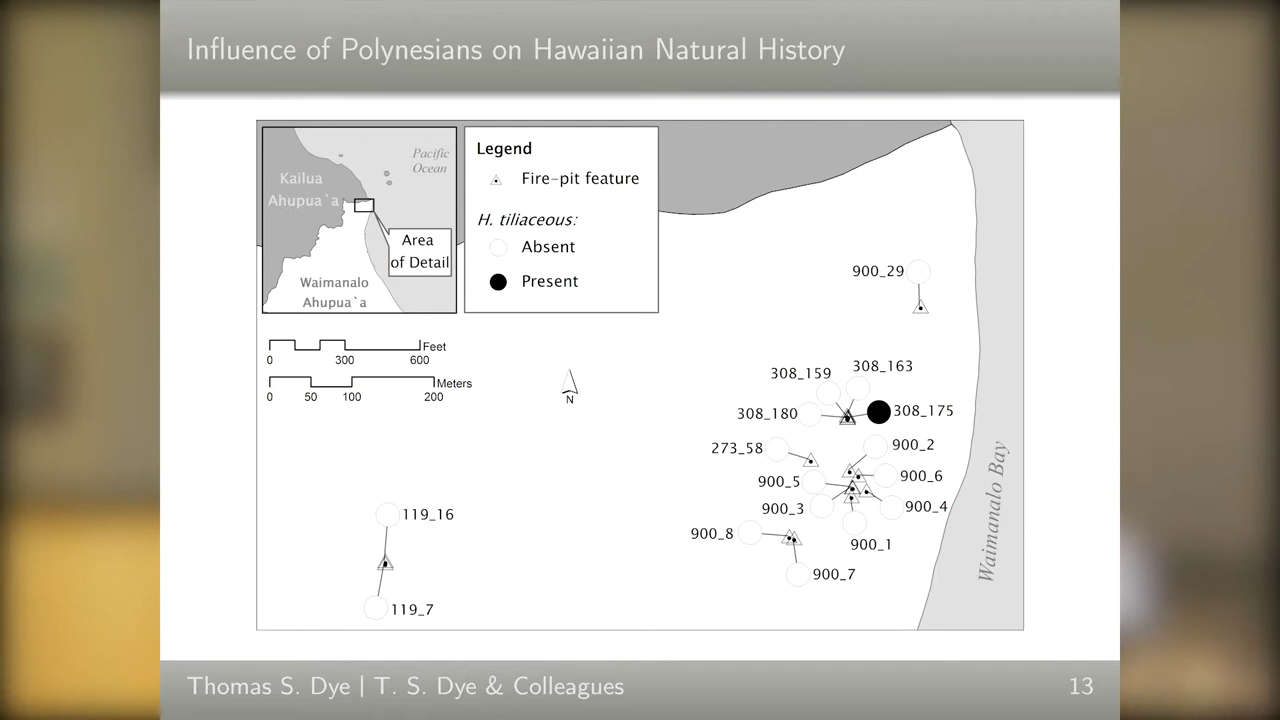 Influence of Polynesians on Hawaiian Natural History
Pacific
Ocean
Kailua
Ahupua`a
Area
of Detail
Waimanalo
Ahupua`a
Legend
Fire-pit feature
H. tiliaceous:
Absent
Present
Feet
0 300 600
Meters
0 50 100 200
N
900_29
308_163
308_159
308_180
308_175
273_58
900_2
900_6
900_5
900_3
900_4
900_8
900_1
900_7
119_16
119_7
Waimanalo Bay
Thomas S. Dye | T. S. Dye & Colleagues
13